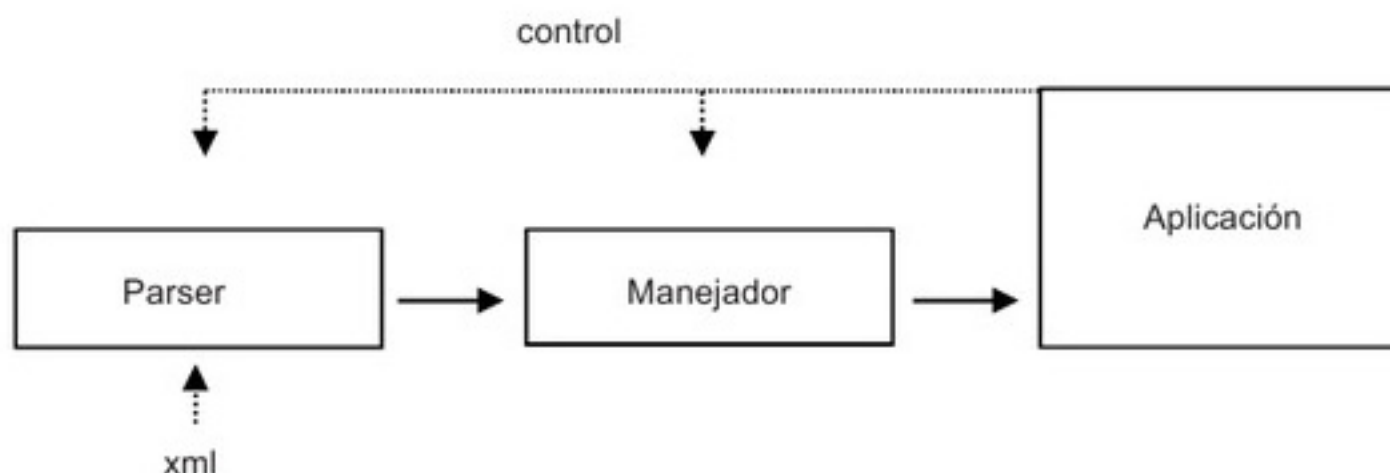 control
Aplicación
Parser
Manejador
xml